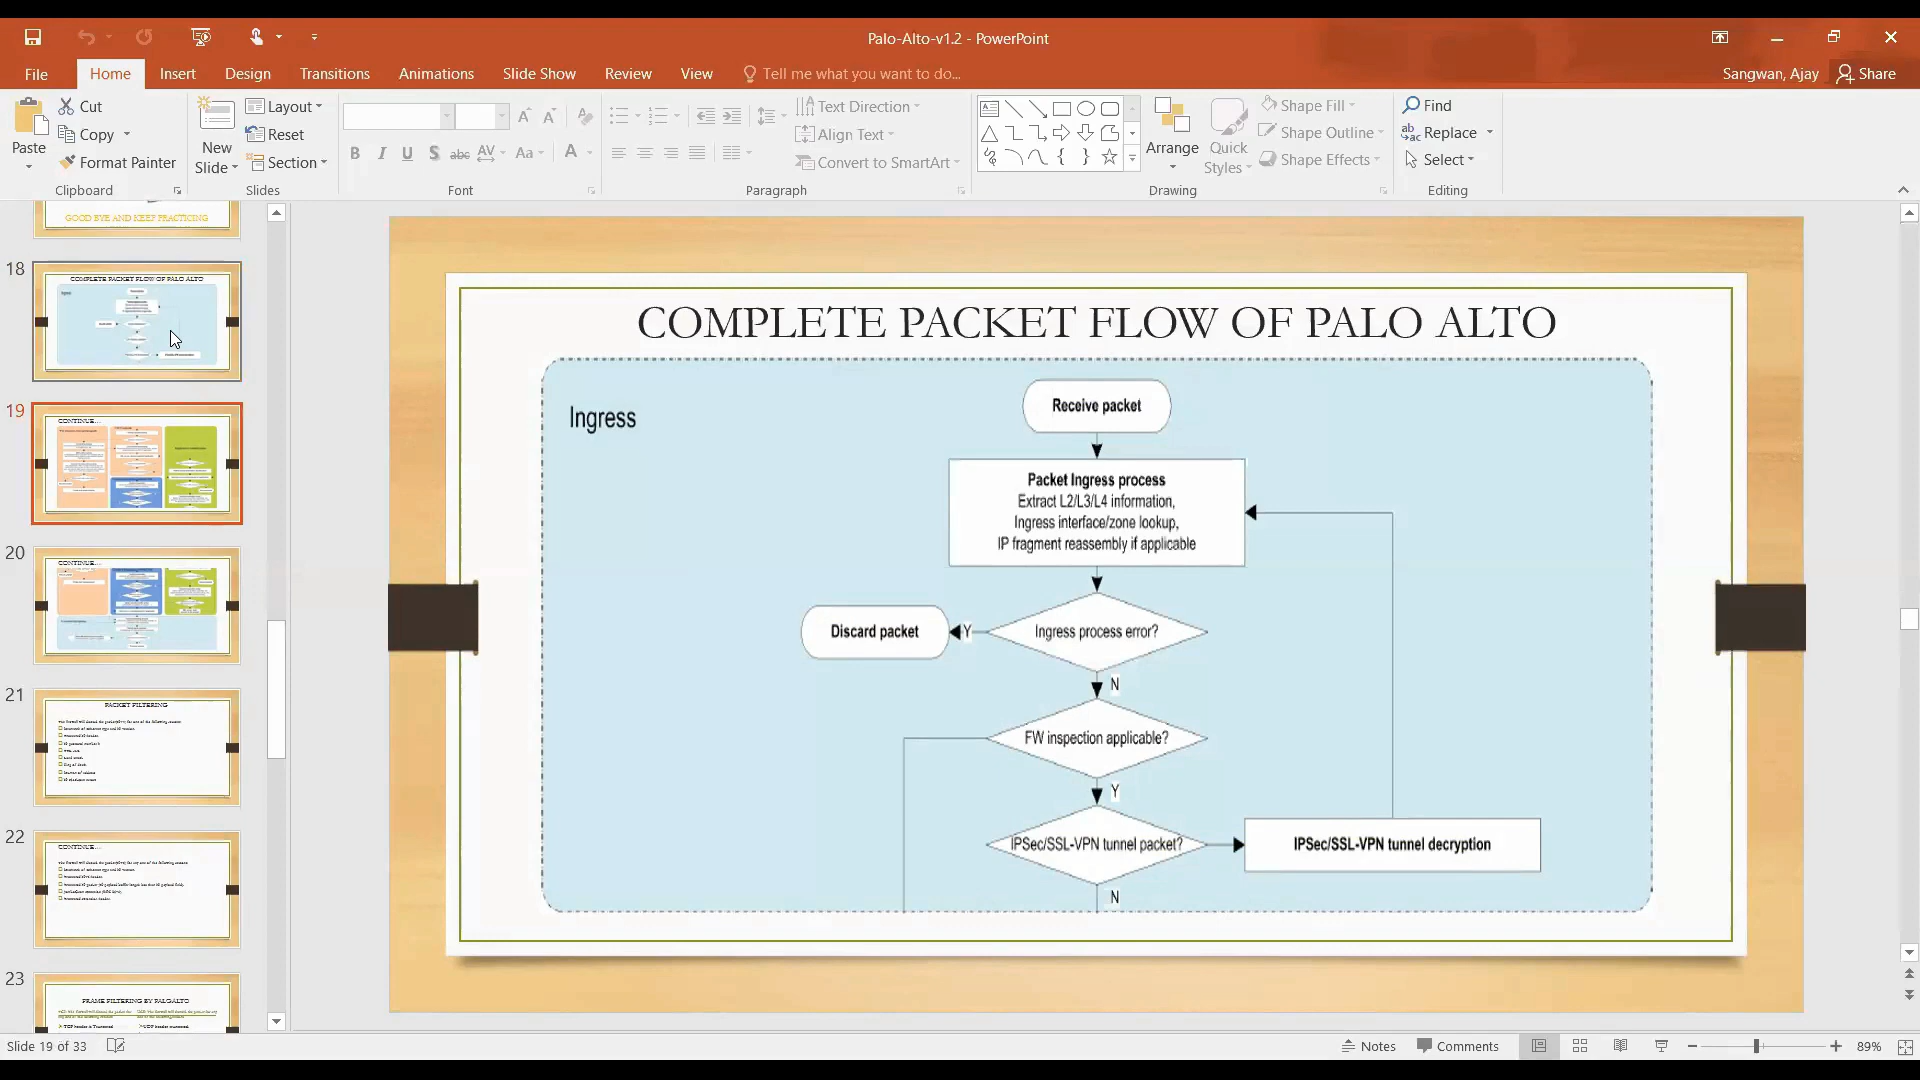 Palo-Alto-v1.2 - PowerPoint
File Home Insert Design Transitions Animations Slide Show Review View Tell me what you want to do... Sangwan, Ajay Share
Paste
Cut
Copy
Format Painter
Clipboard
New Slide
Layout
Reset
Section
Slides
B I U S abc AV Aa A
Font
Text Direction
Align Text
Convert to SmartArt
Paragraph
Arrange
Quick Styles
Shape Fill
Shape Outline
Shape Effects
Drawing
Find
Replace
Select
Editing
GOOD BYE AND KEEP PRACTICING
18
COMPLETE PACKET FLOW OF PALO ALTO
19
CONTINUE...
20
CONTINUE...
21
PACKET FILTERING
22
CONTINUE...
23
FRAME FILTERING BY PALOALTO
COMPLETE PACKET FLOW OF PALO ALTO
Ingress
Receive packet
Packet Ingress process
Extract L2/L3/L4 information,
Ingress interface/zone lookup,
IP fragment reassembly if applicable
Discard packet
Y
Ingress process error?
N
FW inspection applicable?
Y
IPSec/SSL-VPN tunnel packet?
IPSec/SSL-VPN tunnel decryption
N
Slide 19 of 33
Notes
Comments
89%